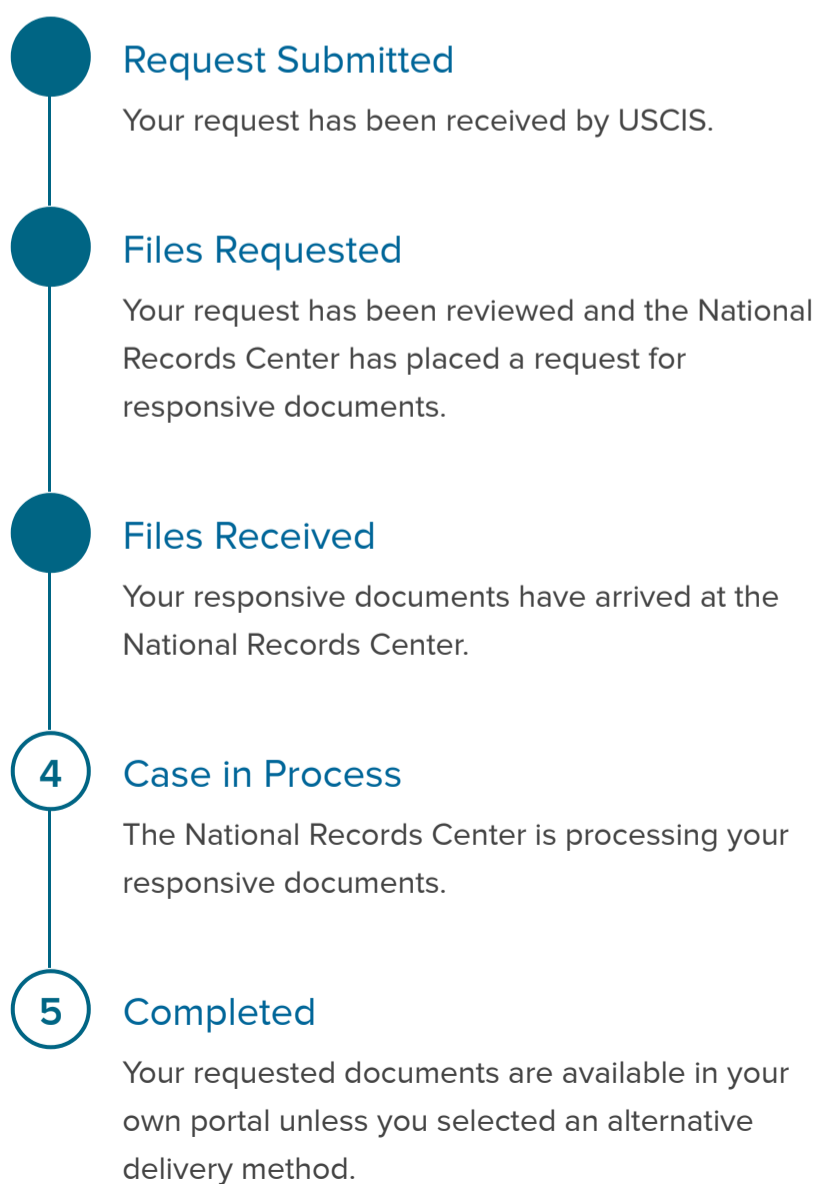 Request Submitted
Your request has been received by USCIS.
Files Requested
Your request has been reviewed and the National
Records Center has placed a request for
responsive documents.
Files Received
Your responsive documents have arrived at the
National Records Center.
4
Case in Process
The National Records Center is processing your
responsive documents.
5
Completed
Your requested documents are available in your
own portal unless you selected an alternative
delivery method.